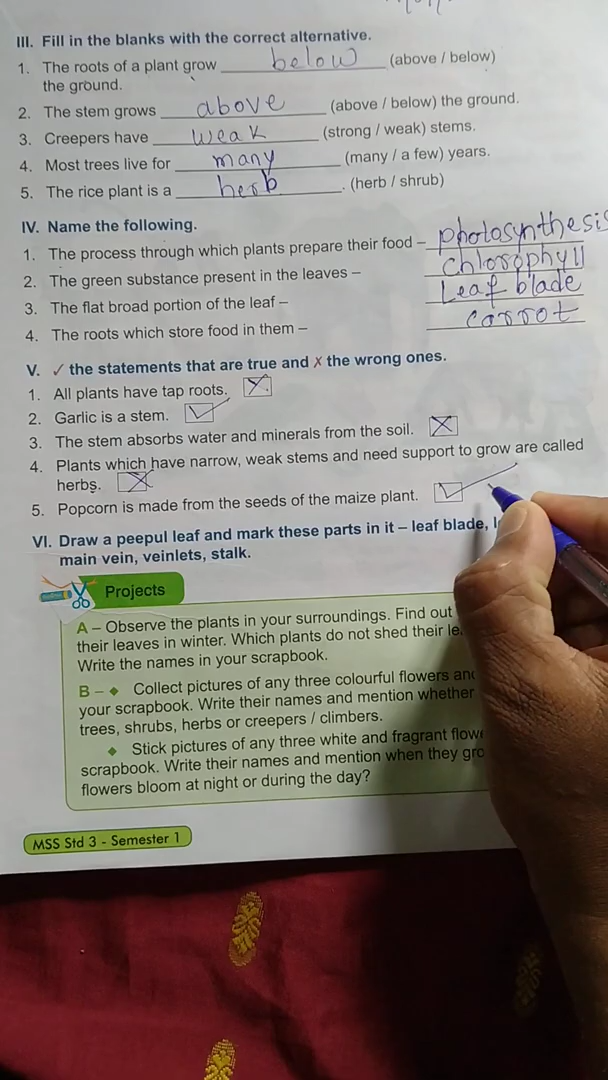 III. Fill in the blanks with the correct alternative.
1. The roots of a plant grow below (above / below)
the ground.
2. The stem grows above (above / below) the ground.
3. Creepers have weak (strong / weak) stems.
4. Most trees live for many (many / a few) years.
5. The rice plant is a herb. (herb / shrub)
IV. Name the following.
1. The process through which plants prepare their food – photosynthesis
2. The green substance present in the leaves – chlorophyll
3. The flat broad portion of the leaf – Leaf blade
4. The roots which store food in them – carrot
V. ✓ the statements that are true and ✗ the wrong ones.
1. All plants have tap roots. ✗
2. Garlic is a stem. ✓
3. The stem absorbs water and minerals from the soil. ✗
4. Plants which have narrow, weak stems and need support to grow are called
herbs. ✗
5. Popcorn is made from the seeds of the maize plant. ✓
VI. Draw a peepul leaf and mark these parts in it – leaf blade,
main vein, veinlets, stalk.
Projects
A – Observe the plants in your surroundings. Find out
their leaves in winter. Which plants do not shed their
Write the names in your scrapbook.
B – ◆ Collect pictures of any three colourful flowers
your scrapbook. Write their names and mention whether
trees, shrubs, herbs or creepers / climbers.
◆ Stick pictures of any three white and fragrant
scrapbook. Write their names and mention when they
flowers bloom at night or during the day?
MSS Std 3 - Semester 1